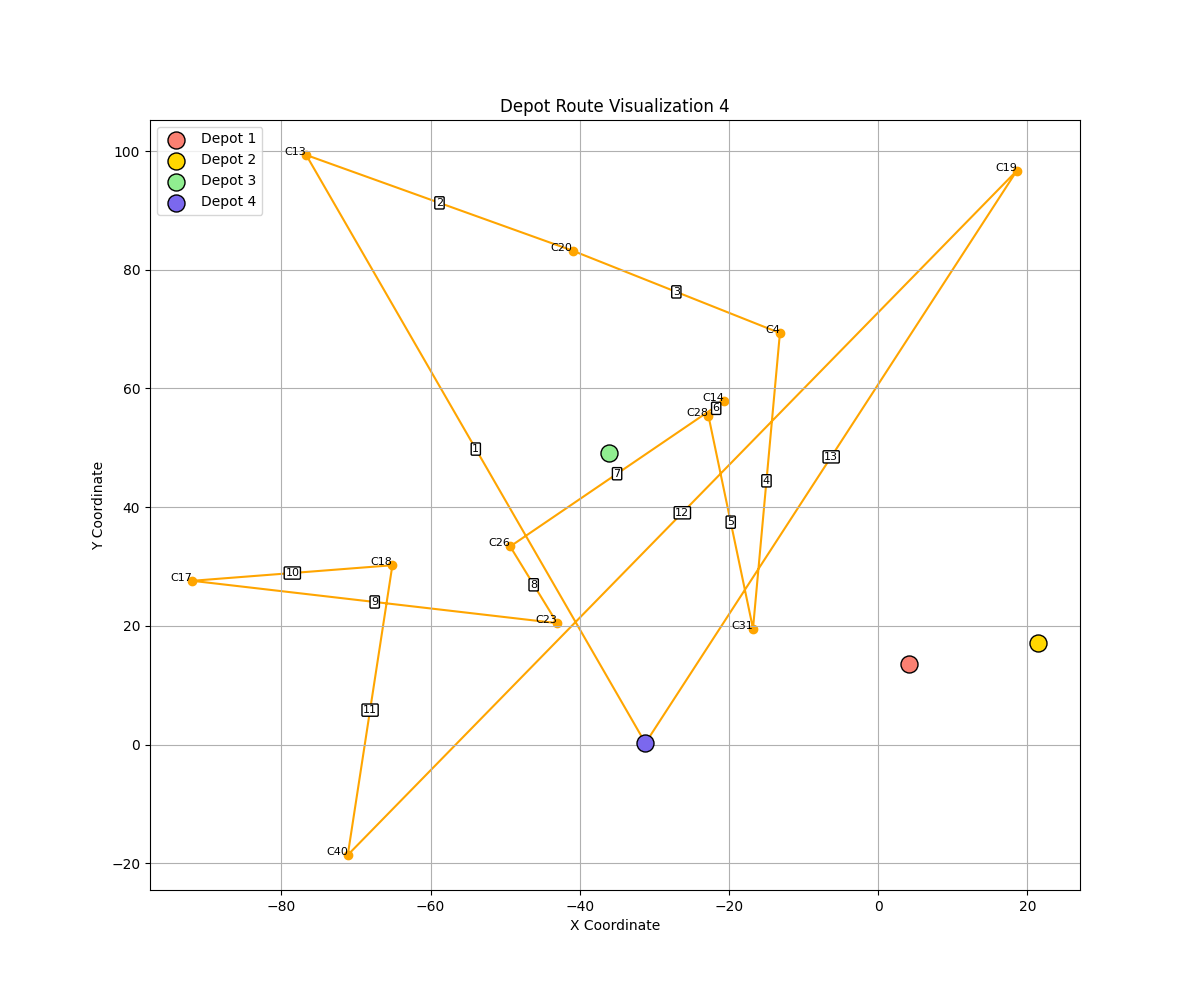 Depot Route Visualization 4
Depot 1
Depot 2
Depot 3
Depot 4
Y Coordinate
100
80
60
40
20
0
−20
C13
C19
2
C20
3
C4
C14
6
C28
1
13
7
4
12
5
C26
C18
C17
10
8
9
C23
C31
11
C40
−80
−60
−40
−20
0
20
X Coordinate